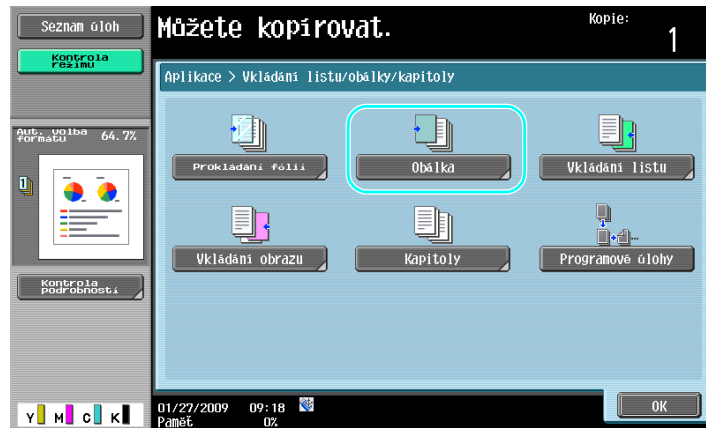 Seznam úloh
Kontrola
režimu
Můžete kopírovat.
Kopie:
1
Aplikace > Vkládání listu/obálky/kapitoly
Aut. volba
formátu
64.7%
1
Prokládání fólií
Obálka
Vkládání listu
Vkládání obrazu
Kapitoly
Programové úlohy
Kontrola
podrobností
Y M C K
01/27/2009 09:18
Paměť 0%
OK